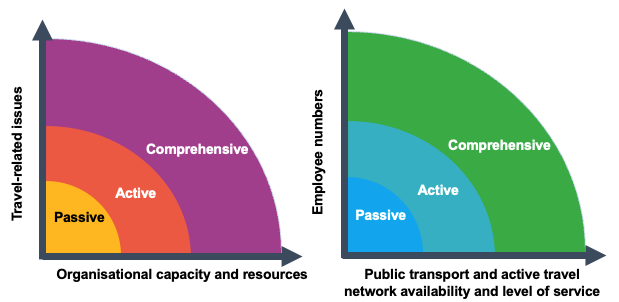 Travel-related issues
Comprehensive
Active
Passive
Organisational capacity and resources
Employee numbers
Comprehensive
Active
Passive
Public transport and active travel
network availability and level of service